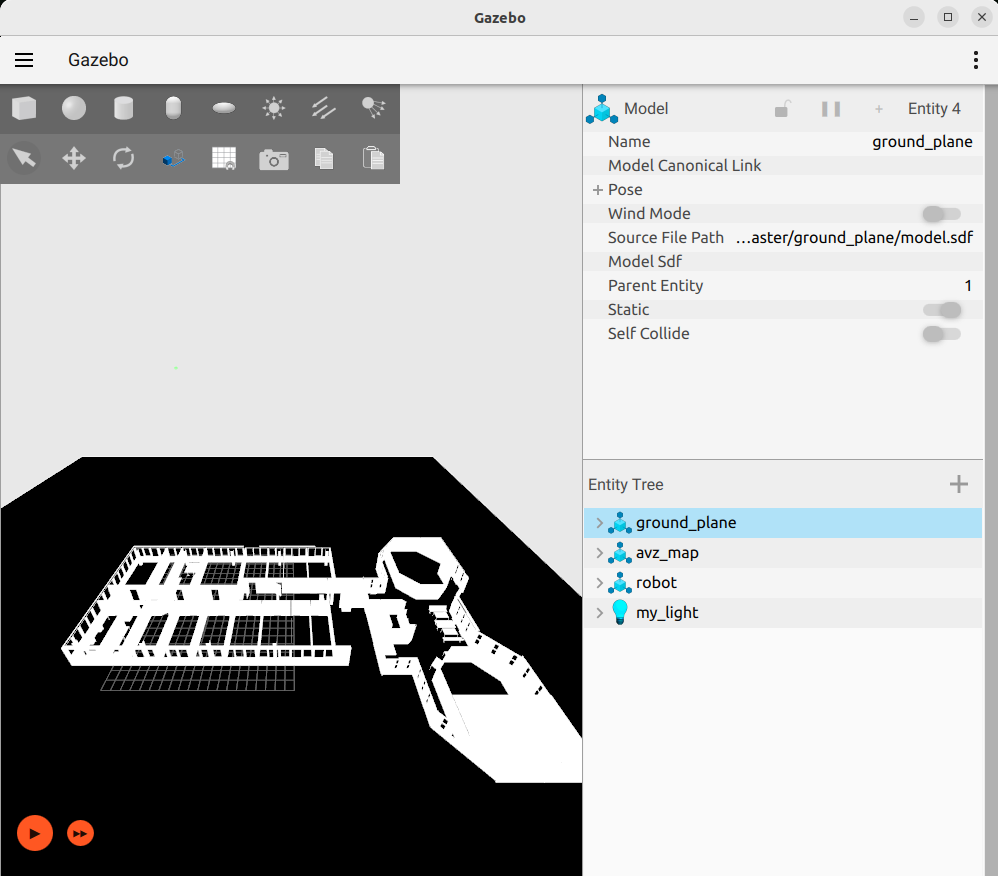 Gazebo
Gazebo
Model Entity 4
Name ground_plane
Model Canonical Link
Pose
Wind Mode
Source File Path ...aster/ground_plane/model.sdf
Model Sdf
Parent Entity 1
Static
Self Collide
Entity Tree
ground_plane
avz_map
robot
my_light